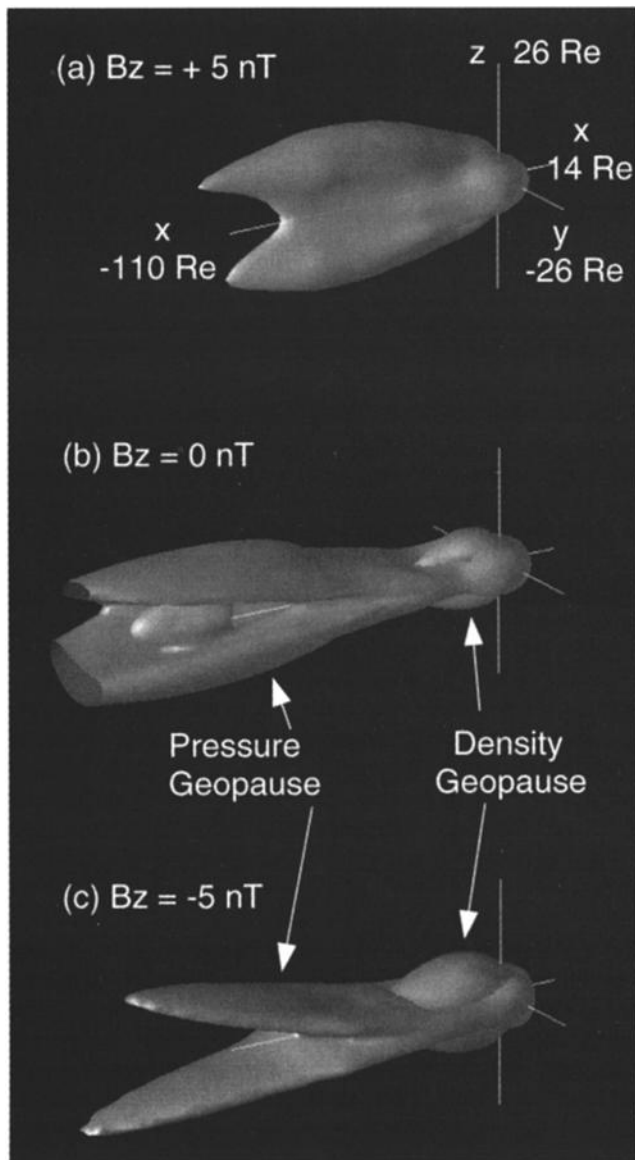 (a) Bz = + 5 nT
z 26 Re
x
14 Re
x
-110 Re
y
-26 Re
(b) Bz = 0 nT
Pressure
Geopause
Density
Geopause
(c) Bz = -5 nT